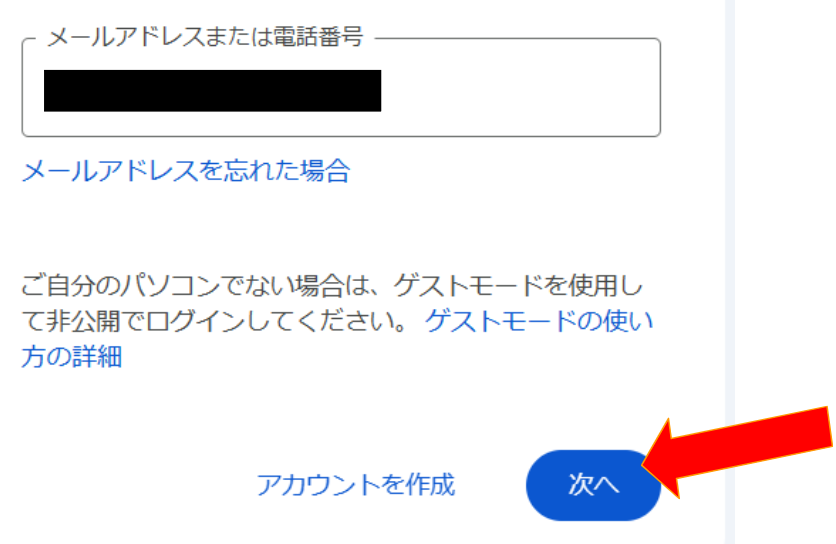 メールアドレスまたは電話番号
メールアドレスを忘れた場合
ご自分のパソコンでない場合は、ゲストモードを使用し
て非公開でログインしてください。 ゲストモードの使い
方の詳細
アカウントを作成
次へ